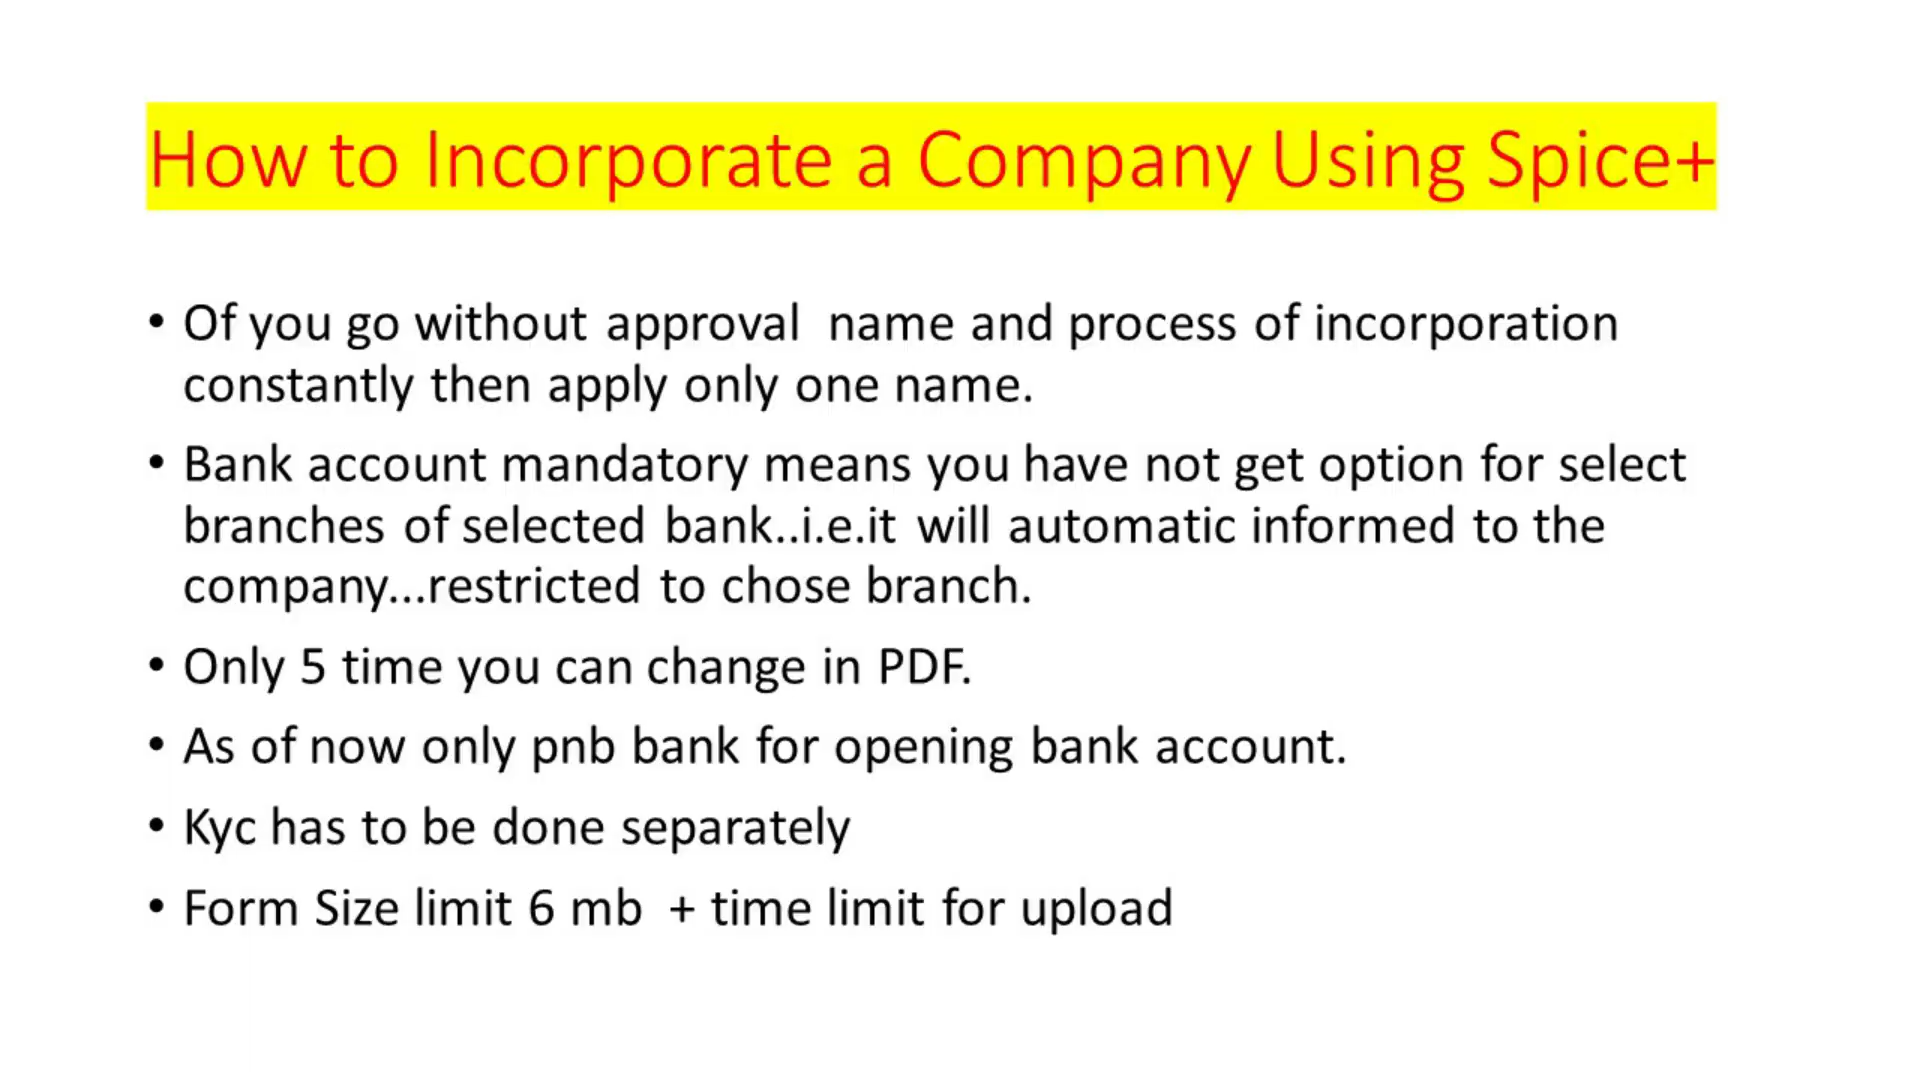 How to Incorporate a Company Using Spice+
• Of you go without approval name and process of incorporation
constantly then apply only one name.
• Bank account mandatory means you have not get option for select
branches of selected bank..i.e.it will automatic informed to the
company...restricted to chose branch.
• Only 5 time you can change in PDF.
• As of now only pnb bank for opening bank account.
• Kyc has to be done separately
• Form Size limit 6 mb + time limit for upload